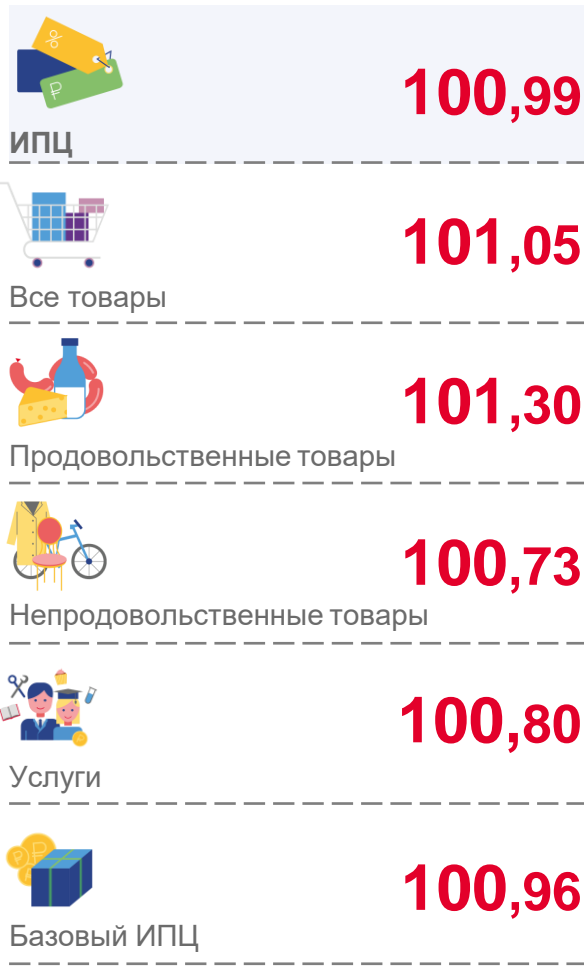 %
₽
100,99
ИПЦ
101,05
Все товары
101,30
Продовольственные товары
100,73
Непродовольственные товары
100,80
Услуги
₽
₽
100,96
Базовый ИПЦ